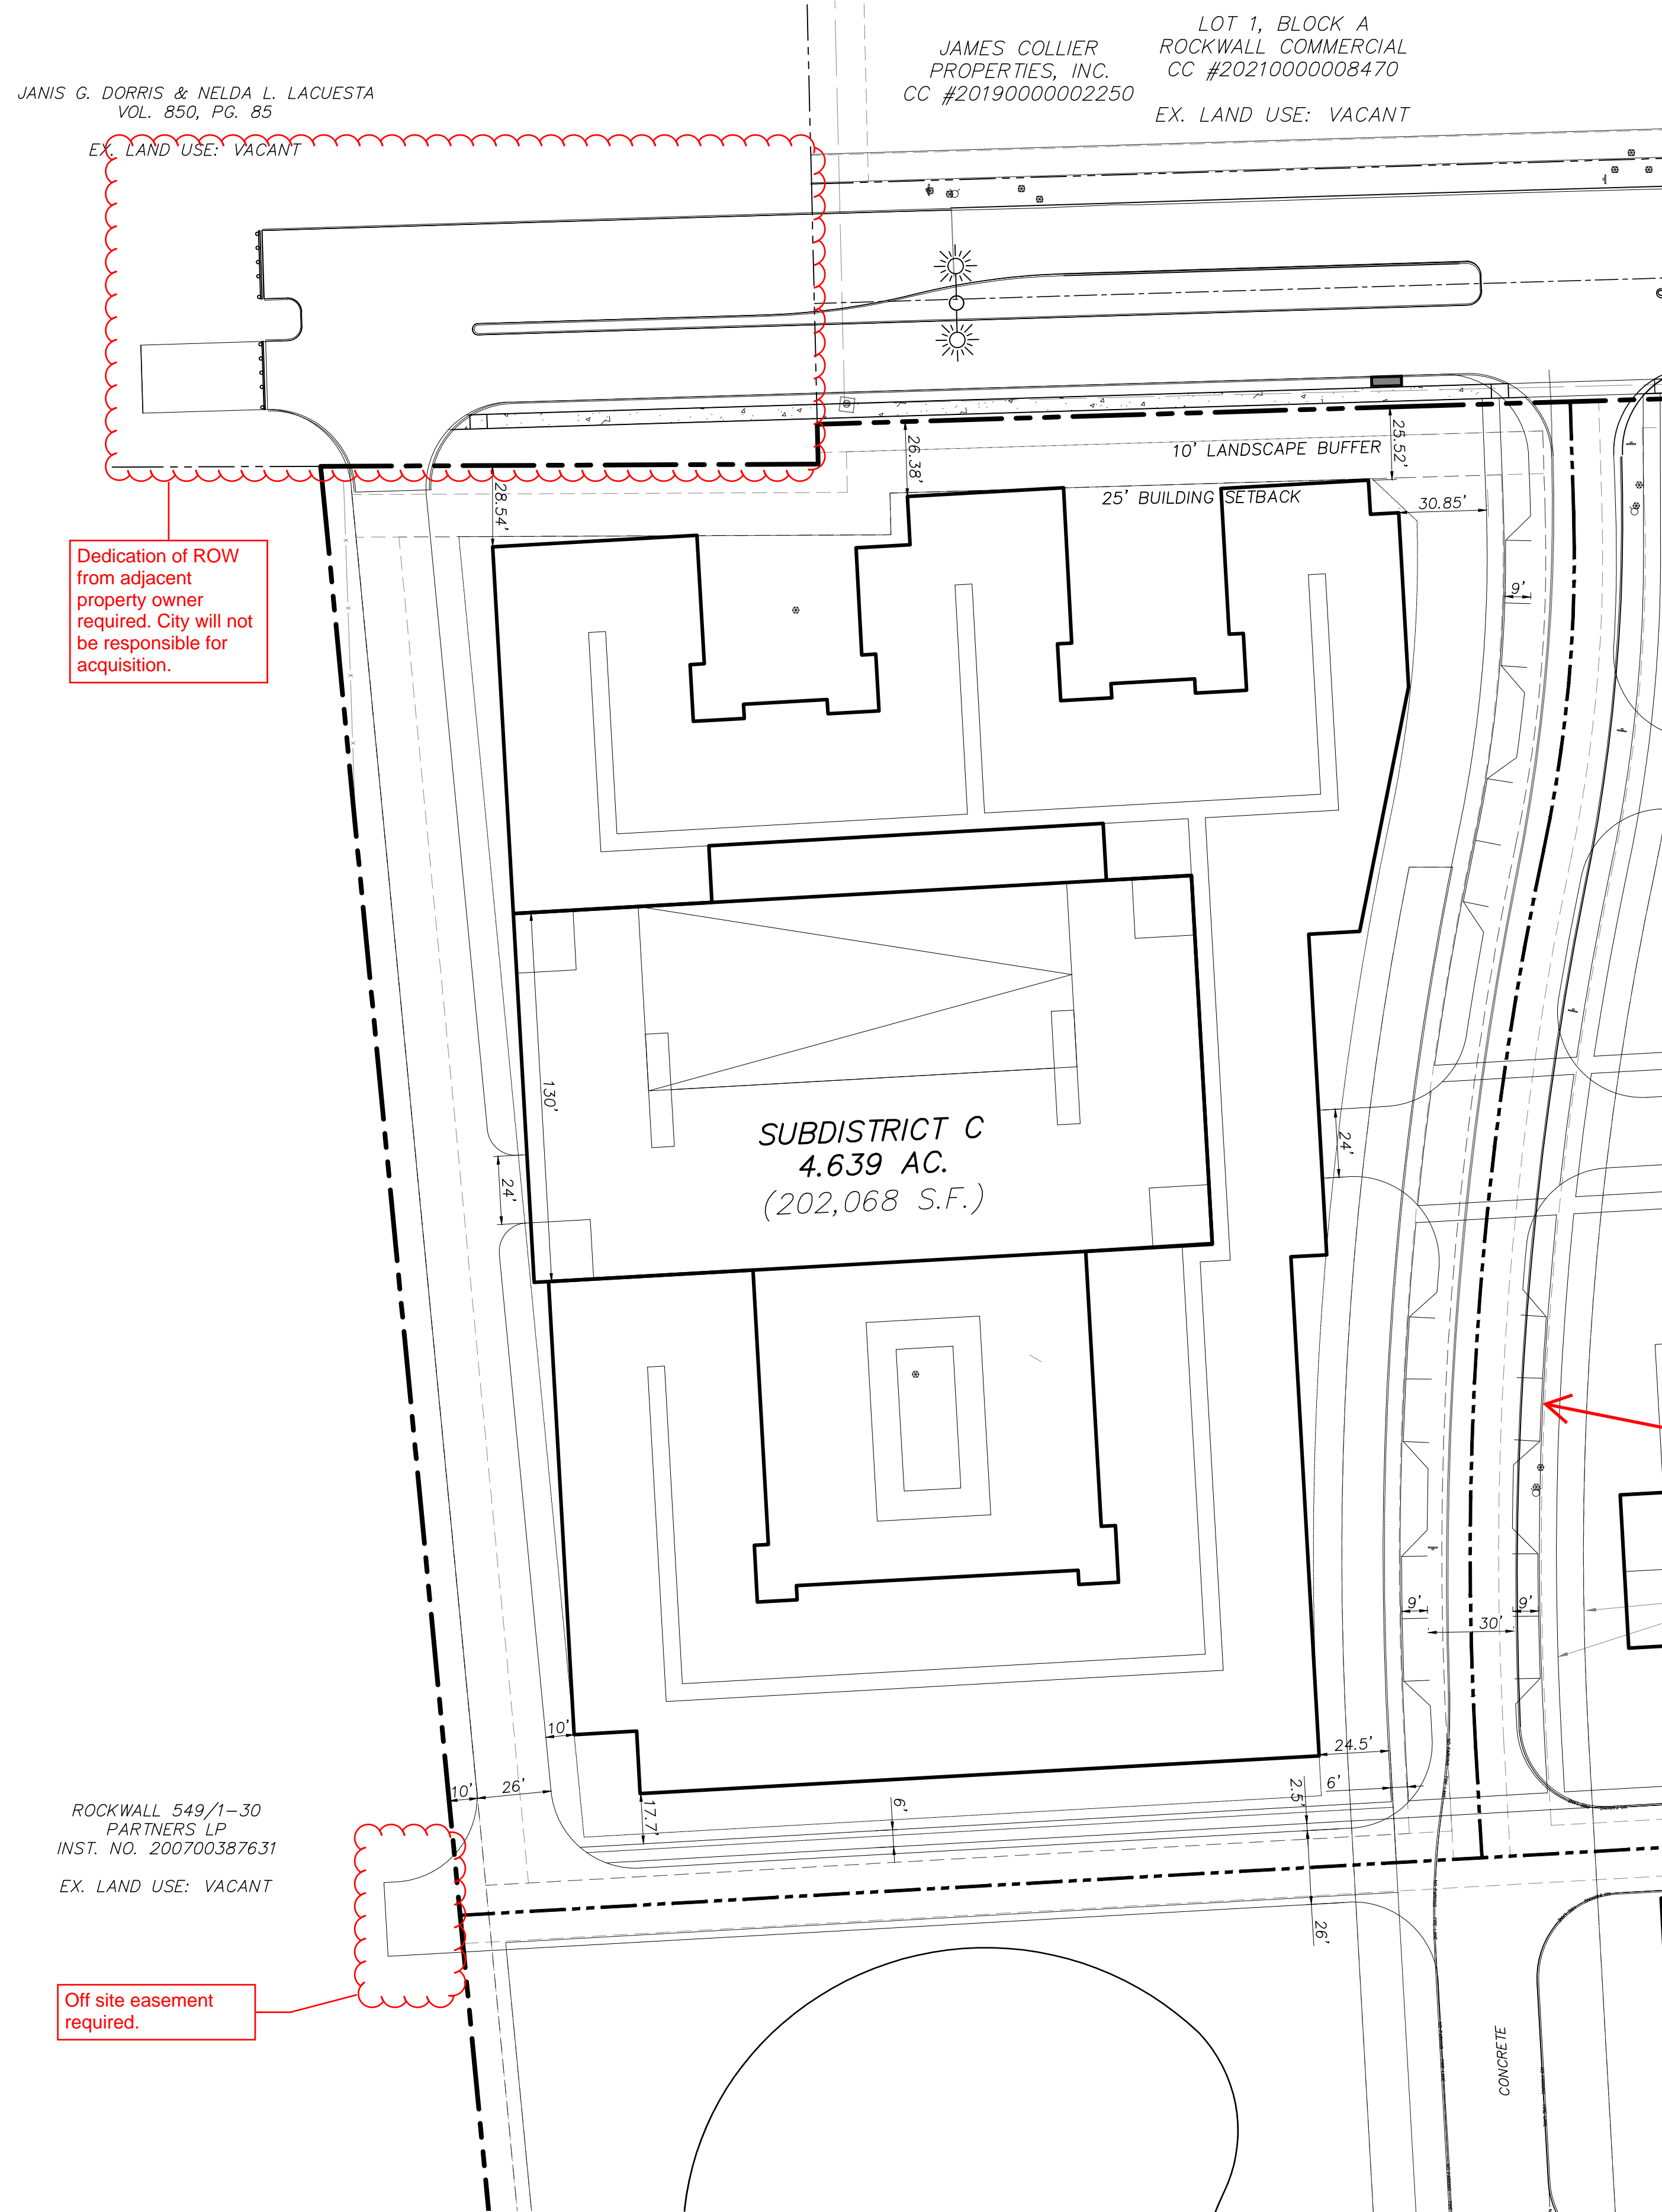 LOT 1, BLOCK A
ROCKWALL COMMERCIAL
CC #20210000008470
EX. LAND USE: VACANT
JAMES COLLIER
PROPERTIES, INC.
CC #20190000002250
JANIS G. DORRIS & NELDA L. LACUESTA
VOL. 850, PG. 85
EX. LAND USE: VACANT
26.38'
10' LANDSCAPE BUFFER
25.52'
28.54'
25' BUILDING SETBACK
30.85'
Dedication of ROW
from adjacent
property owner
required. City will not
be responsible for
acquisition.
9'
130'
SUBDISTRICT C
4.639 AC.
(202,068 S.F.)
24'
24'
9'
9'
30'
10'
24.5'
10'
26'
2.5'
6'
17.7'
6'
ROCKWALL 549/1-30
PARTNERS LP
INST. NO. 200700387631
EX. LAND USE: VACANT
26'
Off site easement
required.
CONCRETE